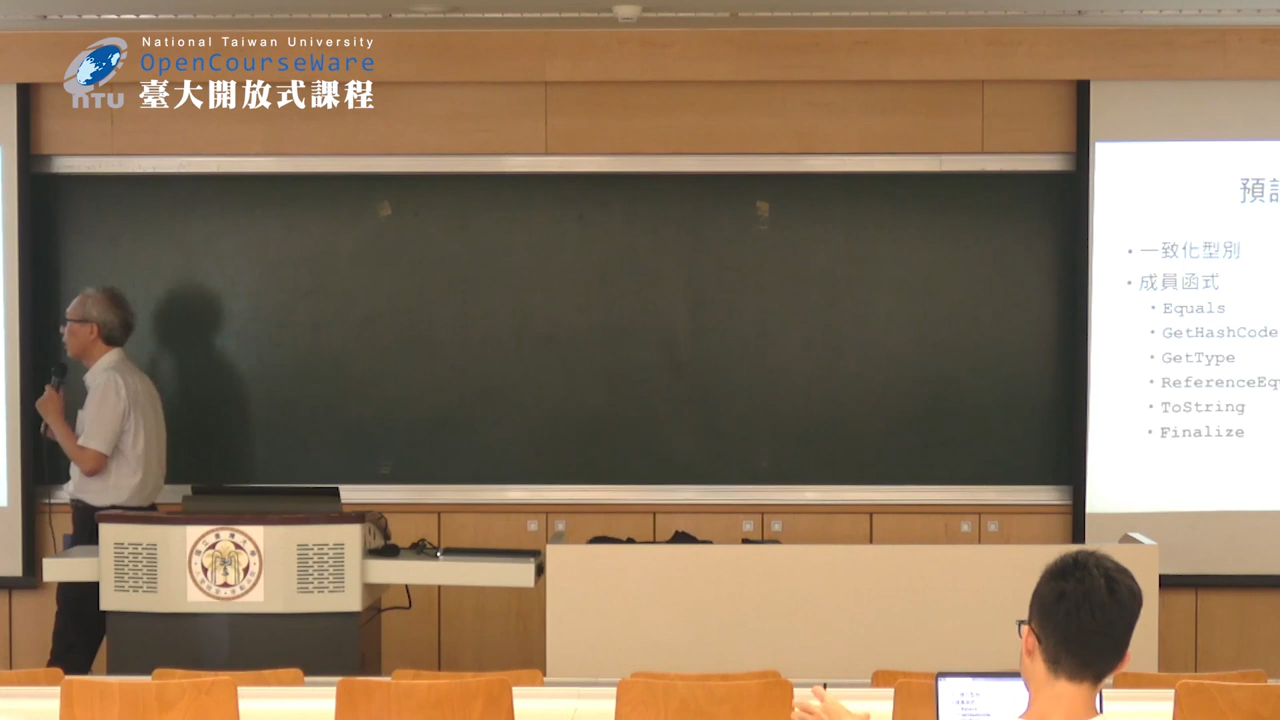 National Taiwan University
OpenCourseWare
臺大開放式課程
NTU
• 一致化型別
• 成員函式
• Equals
• GetHashCode
• GetType
• ReferenceEq
• ToString
• Finalize